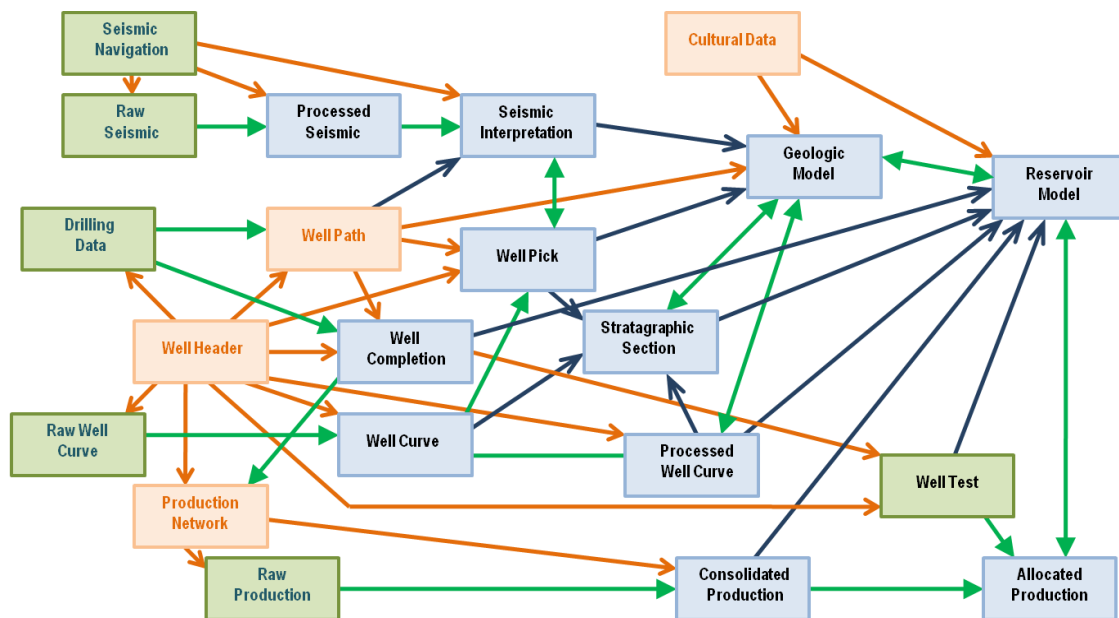 Seismic
Navigation
Cultural Data
Raw
Seismic
Processed
Seismic
Seismic
Interpretation
Geologic
Model
Reservoir
Model
Drilling
Data
Well Path
Well Pick
Well Header
Well
Completion
Stratagraphic
Section
Raw Well
Curve
Well Curve
Processed
Well Curve
Well Test
Production
Network
Raw
Production
Consolidated
Production
Allocated
Production